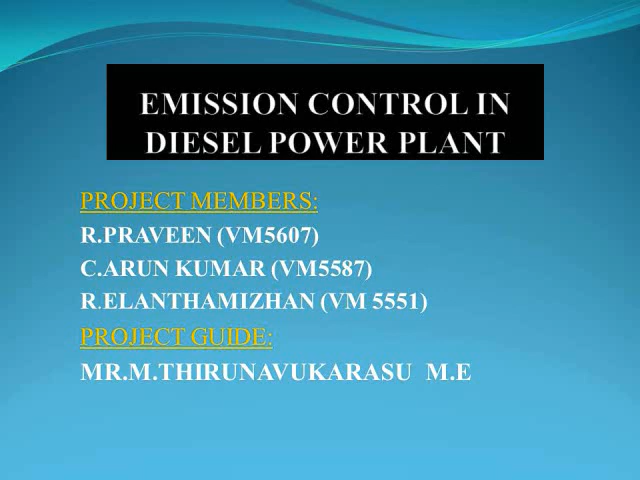 EMISSION CONTROL IN
DIESEL POWER PLANT
PROJECT MEMBERS:
R.PRAVEEN (VM5607)
C.ARUN KUMAR (VM5587)
R.ELANTHAMIZHAN (VM 5551)
PROJECT GUIDE:
MR.M.THIRUNAVUKARASU  M.E